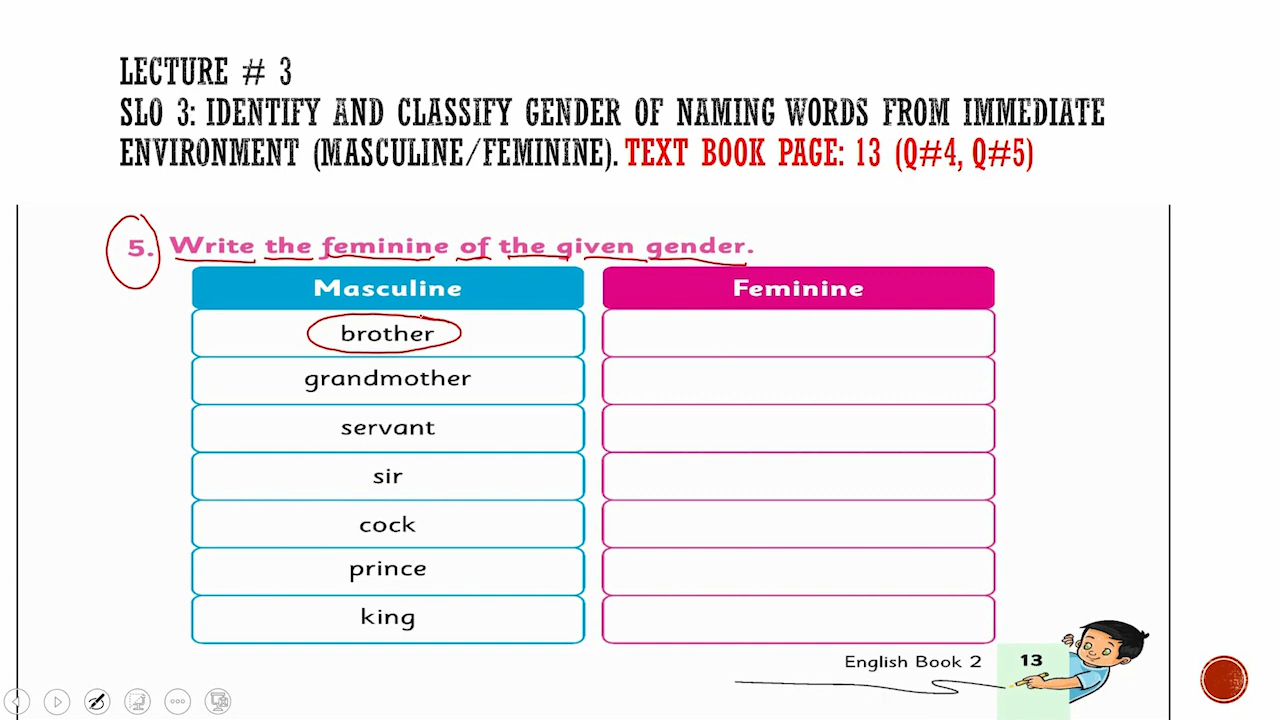 LECTURE # 3
SLO 3: IDENTIFY AND CLASSIFY GENDER OF NAMING WORDS FROM IMMEDIATE
ENVIRONMENT (MASCULINE/FEMININE). TEXT BOOK PAGE: 13 (Q#4, Q#5)
5. Write the feminine of the given gender.
Masculine Feminine
brother
grandmother
servant
sir
cock
prince
king
English Book 2 13